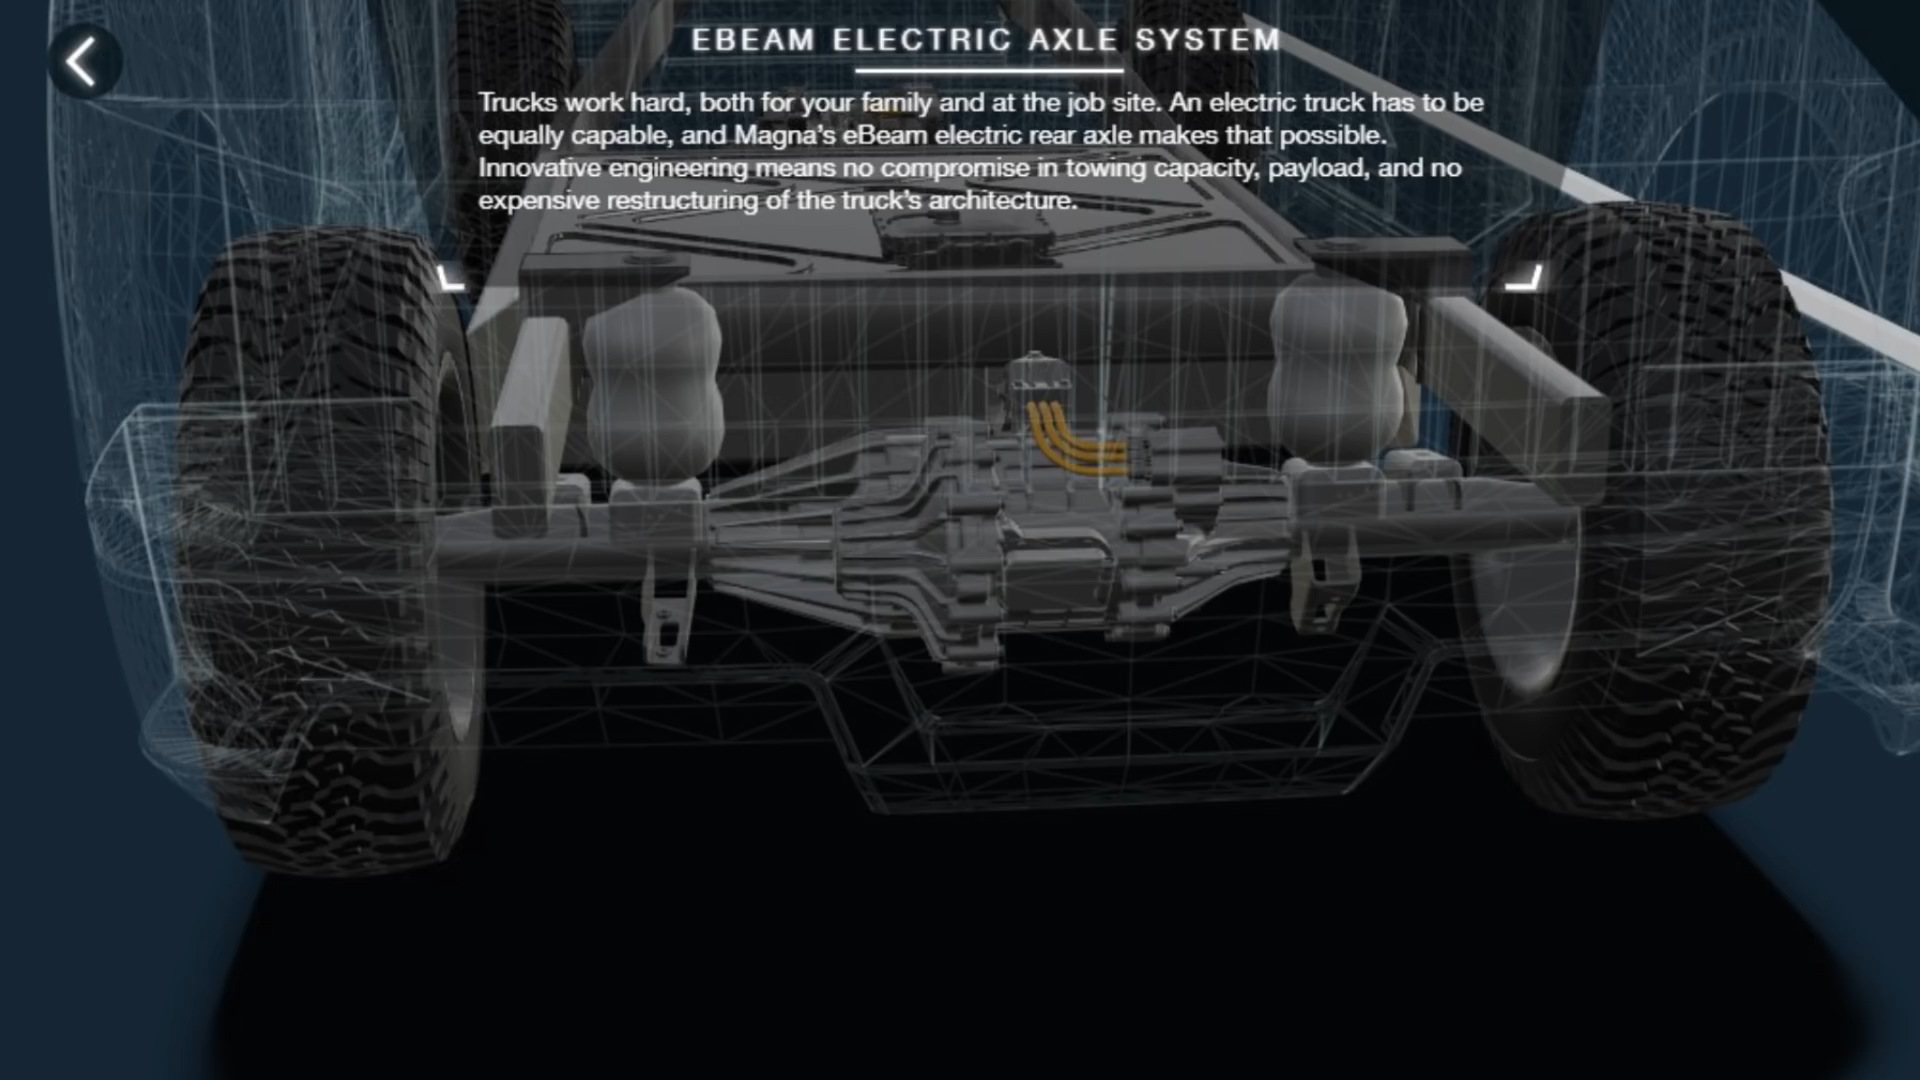 EBEAM ELECTRIC AXLE SYSTEM
Trucks work hard, both for your family and at the job site. An electric truck has to be
equally capable, and Magna’s eBeam electric rear axle makes that possible.
Innovative engineering means no compromise in towing capacity, payload, and no
expensive restructuring of the truck’s architecture.